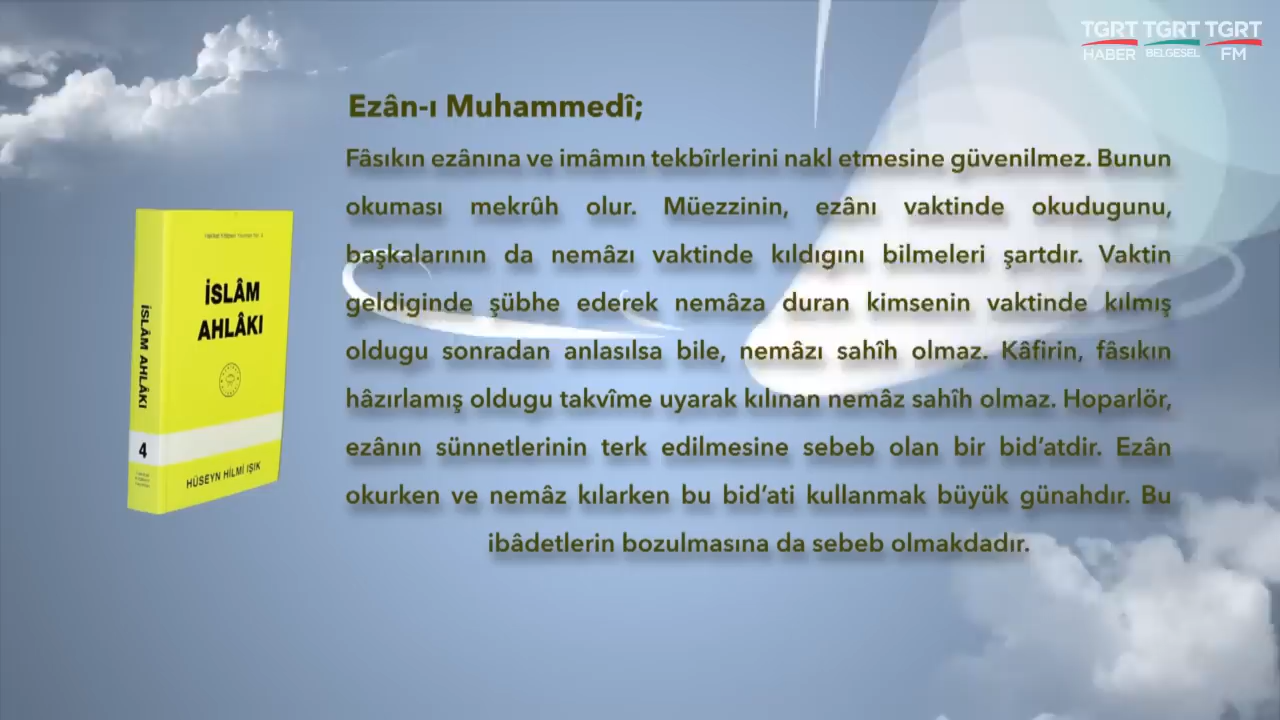 TGRT TGRT TGRT
HABER BELGESEL FM
Ezân-ı Muhammedî;
Fâsıkın ezânına ve imâmın tekbîrlerini nakl etmesine güvenilmez. Bunun
okuması mekrûh olur. Müezzinin, ezânı vaktinde okudugunu,
başkalarının da nemâzı vaktinde kıldıgını bilmeleri şartdır. Vaktin
geldiginde şübhe ederek nemâza duran kimsenin vaktinde kılmış
oldugu sonradan anlasılsa bile, nemâzı sahîh olmaz. Kâfirin, fâsıkın
hâzırlamış oldugu takvîme uyarak kılınan nemâz sahîh olmaz. Hoparlör,
ezânın sünnetlerinin terk edilmesine sebeb olan bir bid’atdir. Ezân
okurken ve nemâz kılarken bu bid’ati kullanmak büyük günahdır. Bu
ibâdetlerin bozulmasına da sebeb olmakdadır.
İSLÂM
AHLÂKI
HÜSEYN HİLMİ IŞIK
İSLÂM AHLÂKI
4